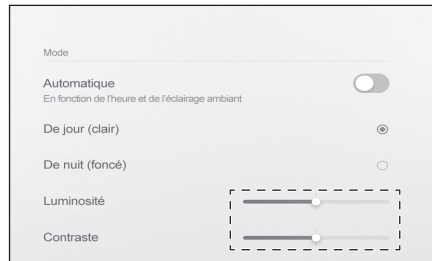 Mode
Automatique
En fonction de l'heure et de l'éclairage ambiant
De jour (clair)
De nuit (foncé)
Luminosité
Contraste